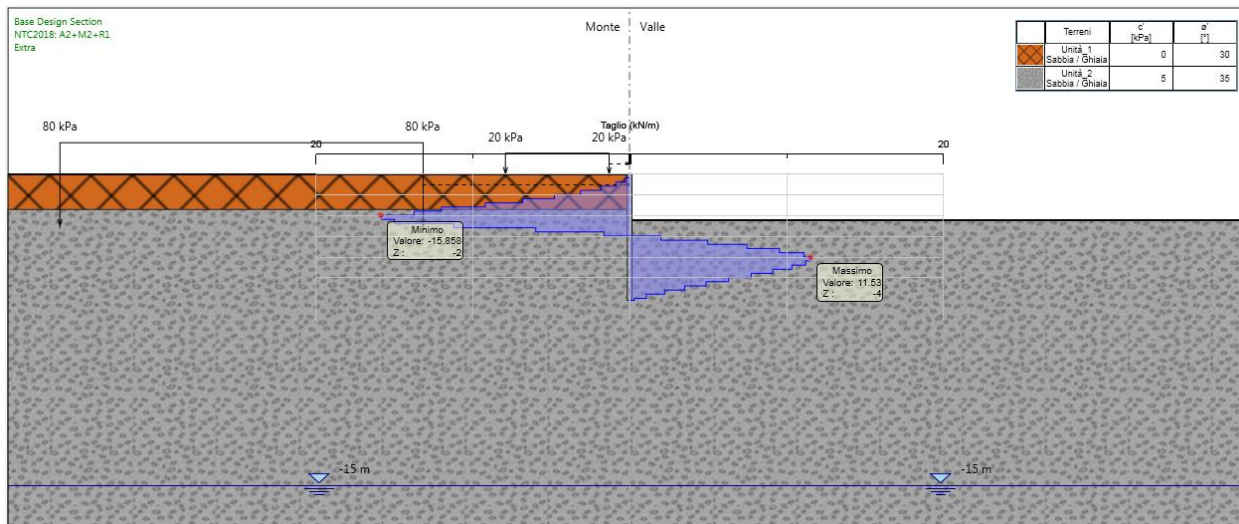 Base Design Section
NTC2018: A2+M2+R1
Extra
Monte Valle
Terreni c' [kPa] ø' [°]
Unità_1 Sabbia / Ghiaia 0 30
Unità_2 Sabbia / Ghiaia 5 35
80 kPa
80 kPa
20 kPa
Taglio (kN/m)
20 kPa
20
20
Minimo
Valore: -15.858
Z : -2
Massimo
Valore: 11.53
Z : -4
-15 m
-15 m